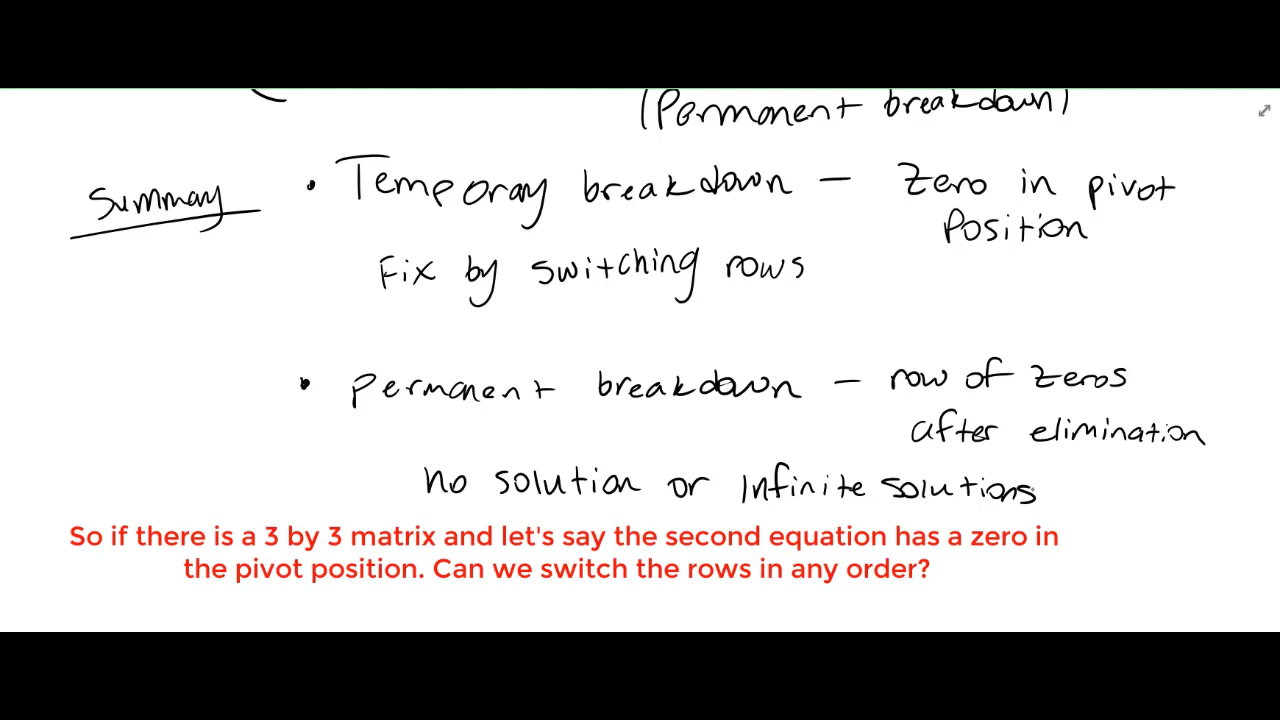 (Permanent breakdown)
Summary
• Temporay breakdown – Zero in pivot
Position
Fix by switching rows
• permanent breakdown – row of zeros
after elimination
no solution or infinite solutions
So if there is a 3 by 3 matrix and let's say the second equation has a zero in
the pivot position. Can we switch the rows in any order?